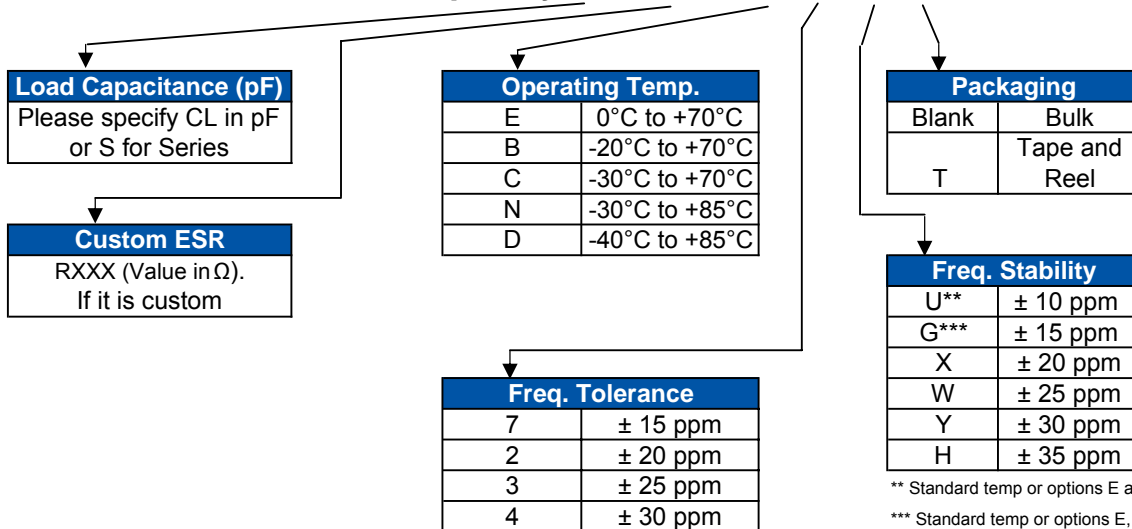 Load Capacitance (pF)
Please specify CL in pF
or S for Series
Custom ESR
RXXX (Value in Ω).
If it is custom
Operating Temp.
E 0°C to +70°C
B -20°C to +70°C
C -30°C to +70°C
N -30°C to +85°C
D -40°C to +85°C
Freq. Tolerance
7 ± 15 ppm
2 ± 20 ppm
3 ± 25 ppm
4 ± 30 ppm
Packaging
Blank Bulk
Tape and
T Reel
Freq. Stability
U** ± 10 ppm
G*** ± 15 ppm
X ± 20 ppm
W ± 25 ppm
Y ± 30 ppm
H ± 35 ppm
** Standard temp or options E
*** Standard temp or options E,